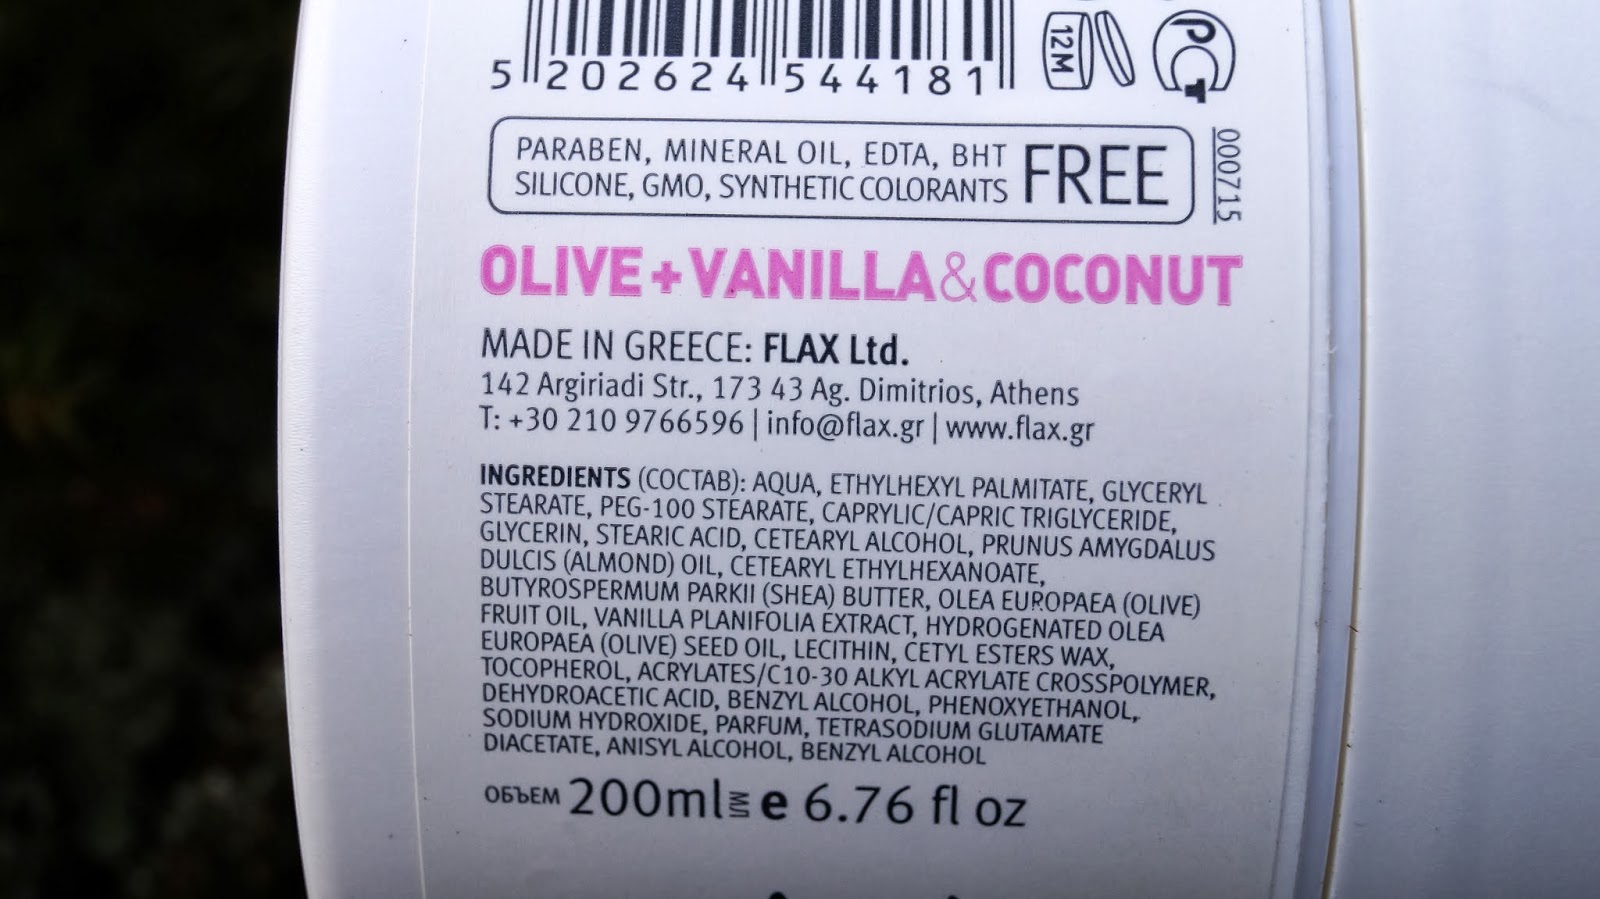 12M
PCT
5 202624 544181
PARABEN, MINERAL OIL, EDTA, BHT
SILICONE, GMO, SYNTHETIC COLORANTS
FREE
000715
OLIVE+VANILLA&COCONUT
MADE IN GREECE: FLAX Ltd.
142 Argiriadi Str., 173 43 Ag. Dimitrios, Athens
T: +30 210 9766596 | info@flax.gr | www.flax.gr
INGREDIENTS (СОСТАВ): AQUA, ETHYLHEXYL PALMITATE, GLYCERYL
STEARATE, PEG-100 STEARATE, CAPRYLIC/CAPRIC TRIGLYCERIDE,
GLYCERIN, STEARIC ACID, CETEARYL ALCOHOL, PRUNUS AMYGDALUS
DULCIS (ALMOND) OIL, CETEARYL ETHYLHEXANOATE,
BUTYROSPERMUM PARKII (SHEA) BUTTER, OLEA EUROPAEA (OLIVE)
FRUIT OIL, VANILLA PLANIFOLIA EXTRACT, HYDROGENATED OLEA
EUROPAEA (OLIVE) SEED OIL, LECITHIN, CETYL ESTERS WAX,
TOCOPHEROL, ACRYLATES/C10-30 ALKYL ACRYLATE CROSSPOLYMER,
DEHYDROACETIC ACID, BENZYL ALCOHOL, PHENOXYETHANOL,
SODIUM HYDROXIDE, PARFUM, TETRASODIUM GLUTAMATE
DIACETATE, ANISYL ALCOHOL, BENZYL ALCOHOL
ОБЪЕМ 200ml МЛ e 6.76 fl oz